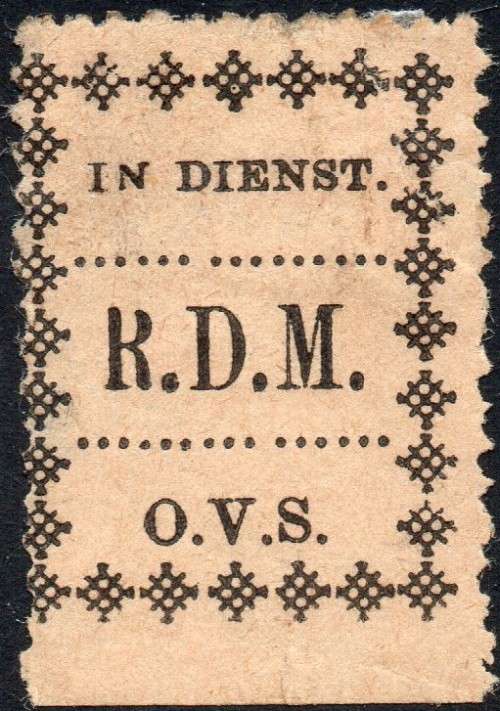 IN DIENST.
R.D.M.
O.V.S.